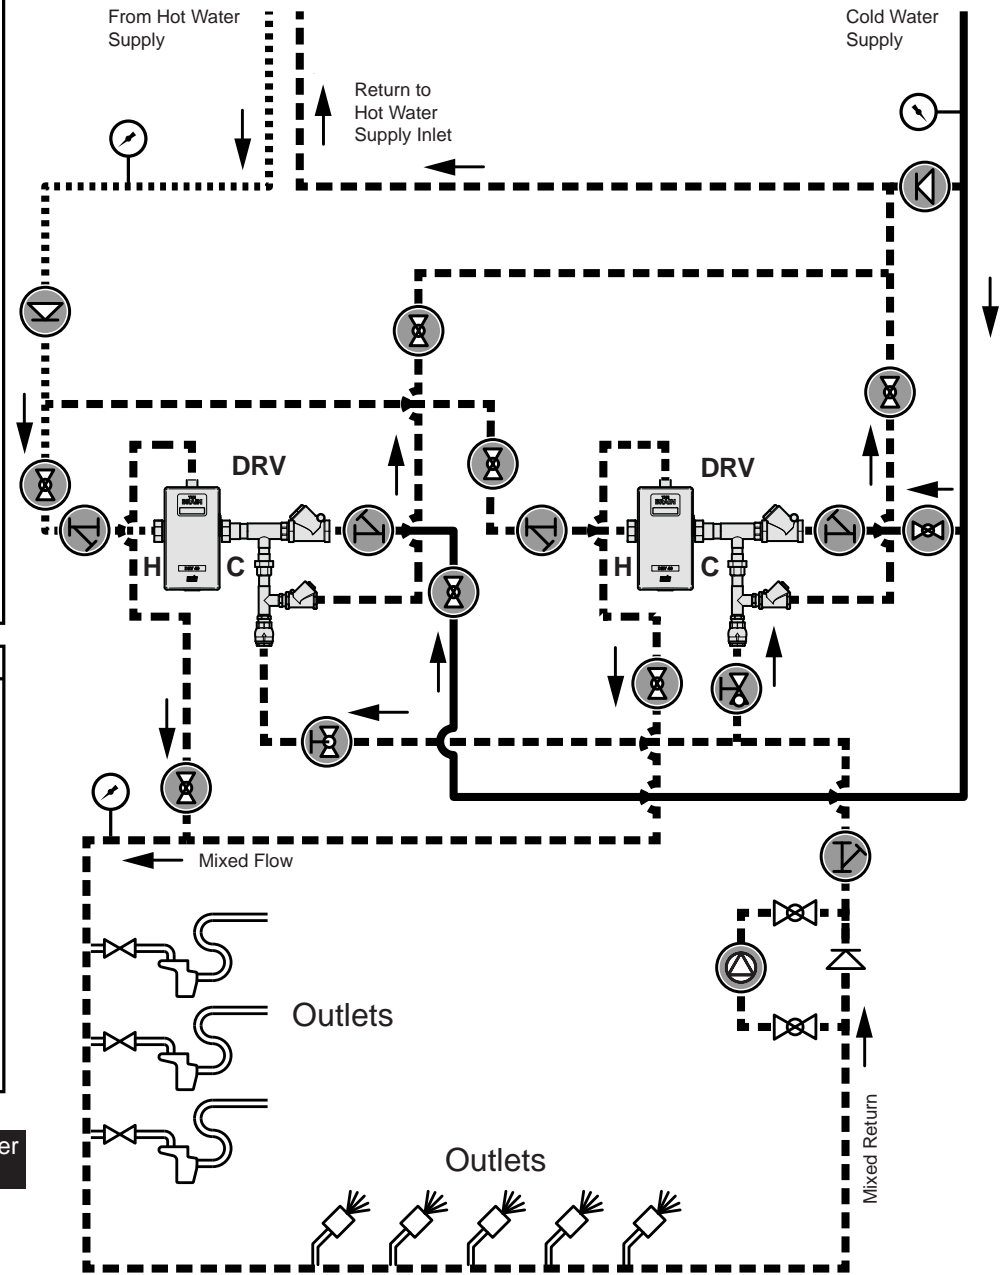 From Hot Water
Supply
Cold Water
Supply
Return to
Hot Water
Supply Inlet
DRV
DRV
H
C
H
C
Mixed Flow
Outlets
Mixed Return
er
Outlets